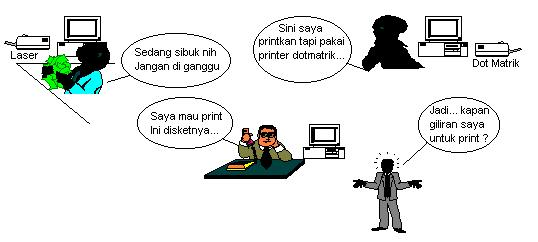 Laser
Sedang sibuk nih
Jangan di ganggu
Sini saya
printkan tapi pakai
printer dotmatrik...
Dot Matrik
Saya mau print
Ini disketnya...
Jadi... kapan
giliran saya
untuk print ?